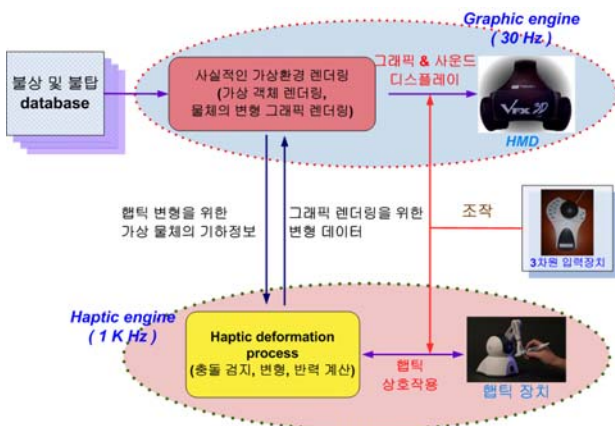 Graphic engine
( 30 Hz )
불상 및 불탑
database
사실적인 가상환경 렌더링
(가상 객체 렌더링,
물체의 변형 그래픽 렌더링)
그래픽 & 사운드
디스플레이
VFX 3D
HMD
햅틱 변형을 위한
가상 물체의 기하정보
그래픽 렌더링을 위한
변형 데이터
조작
3차원 입력장치
Haptic engine
( 1 K Hz )
Haptic deformation
process
(충돌 검지, 변형, 반력 계산)
햅틱
상호작용
햅틱 장치